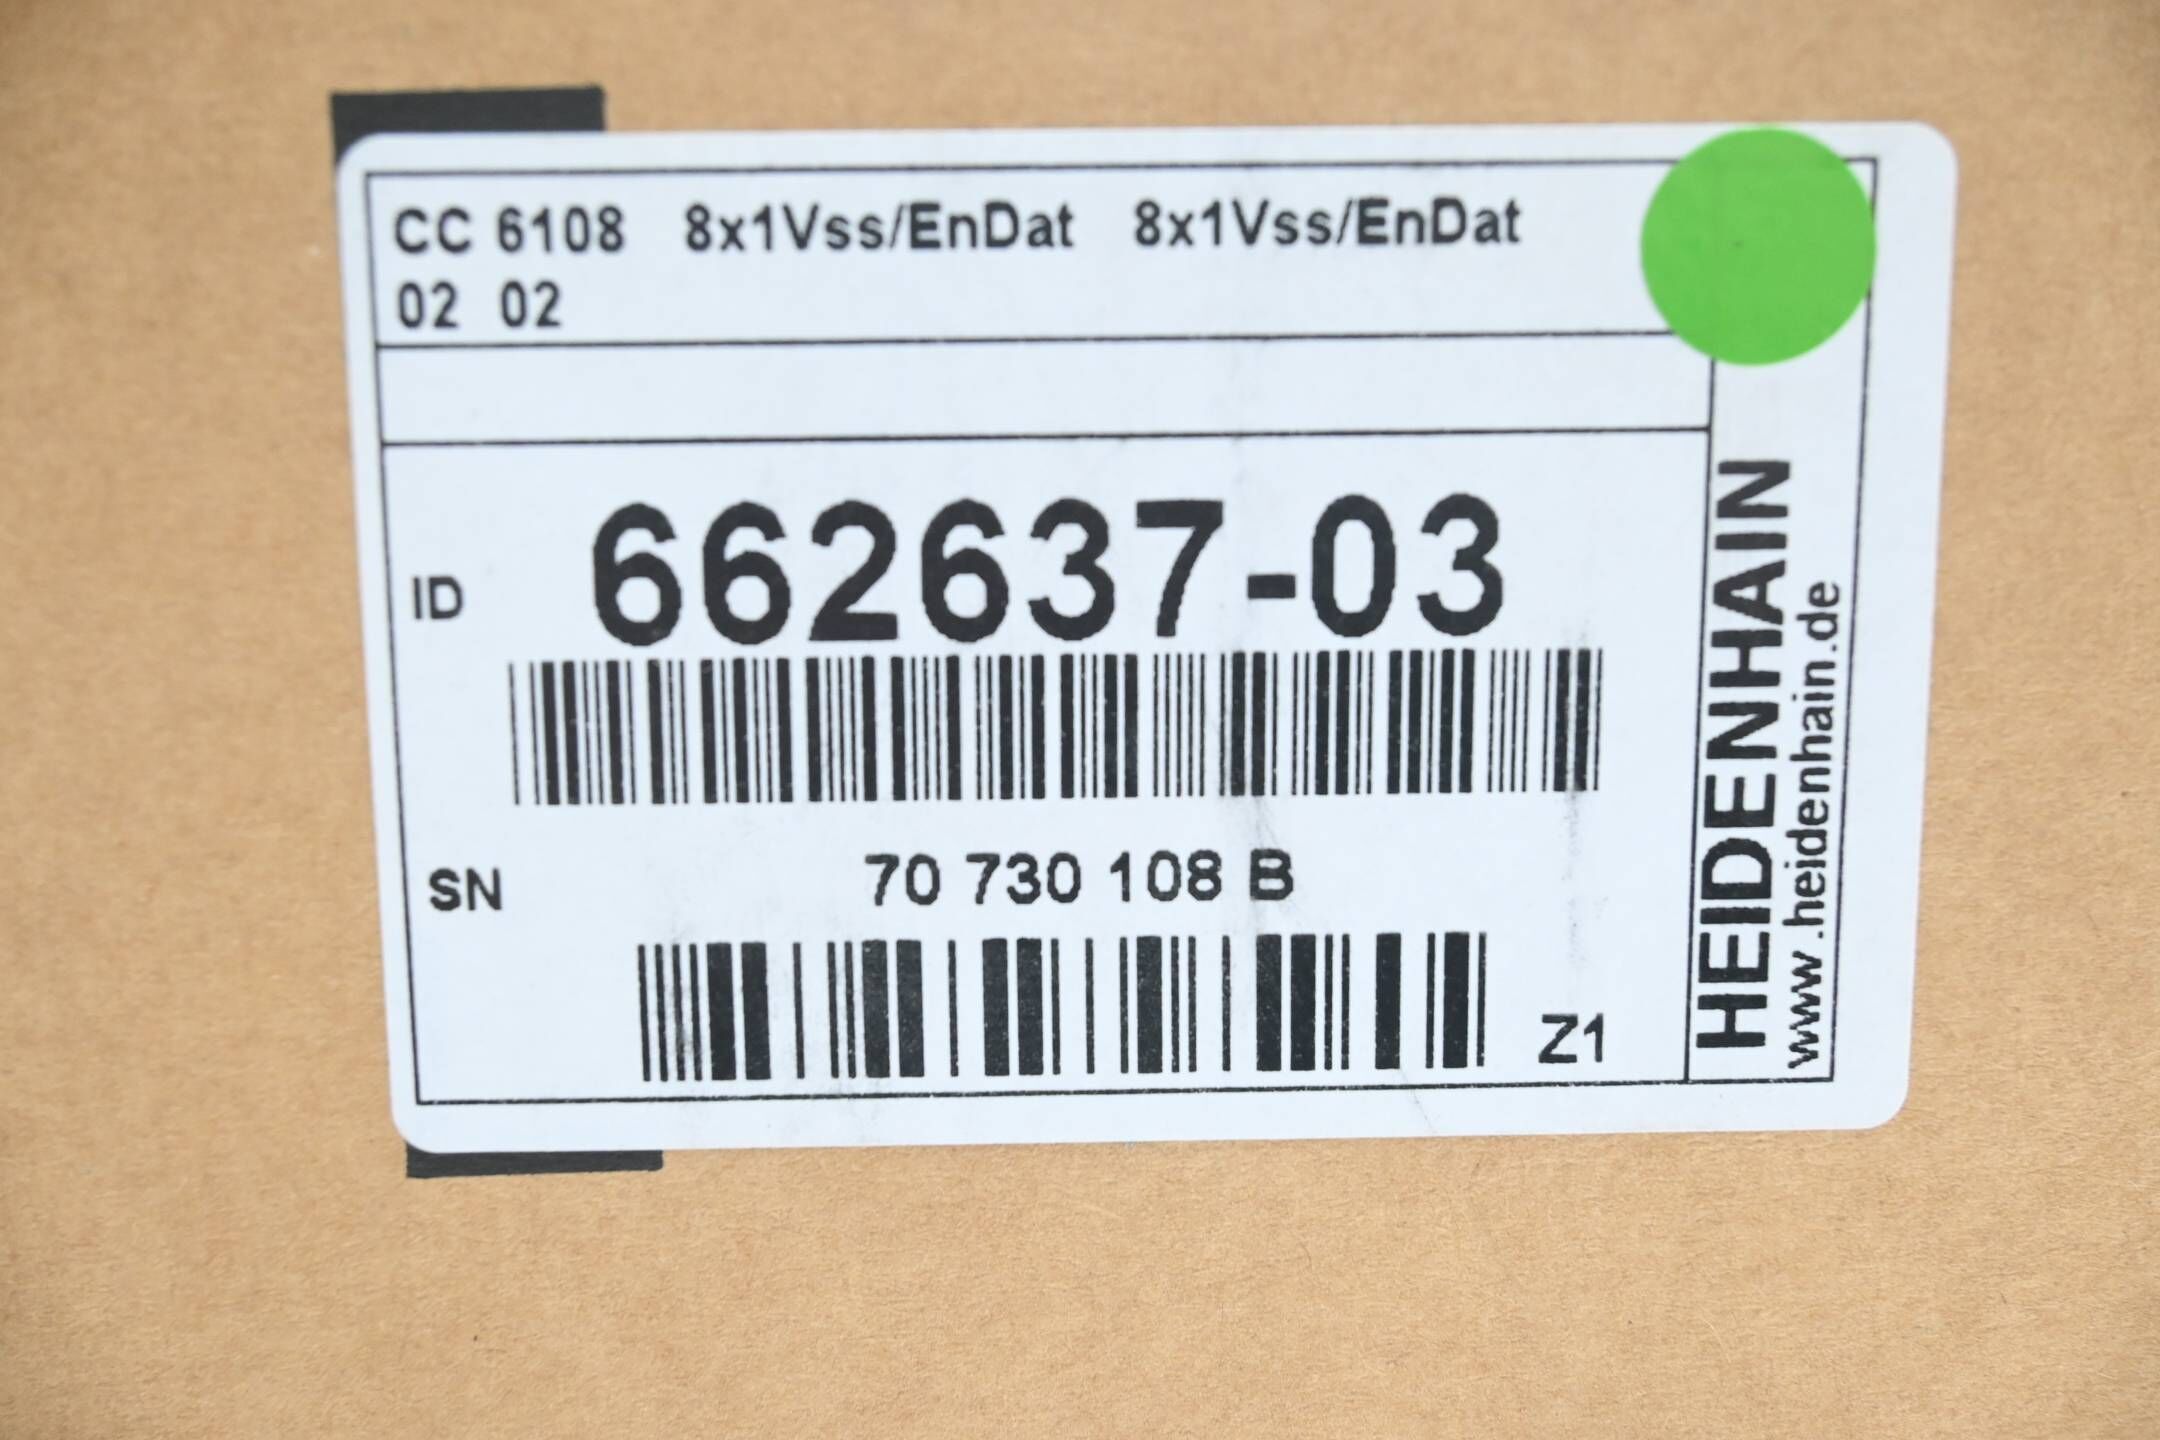 CC 6108 8x1Vss/EnDat 8x1Vss/EnDat
02 02
ID 662637-03
SN 70 730 108 B
Z1
HEIDENHAIN
www.heidenhain.de